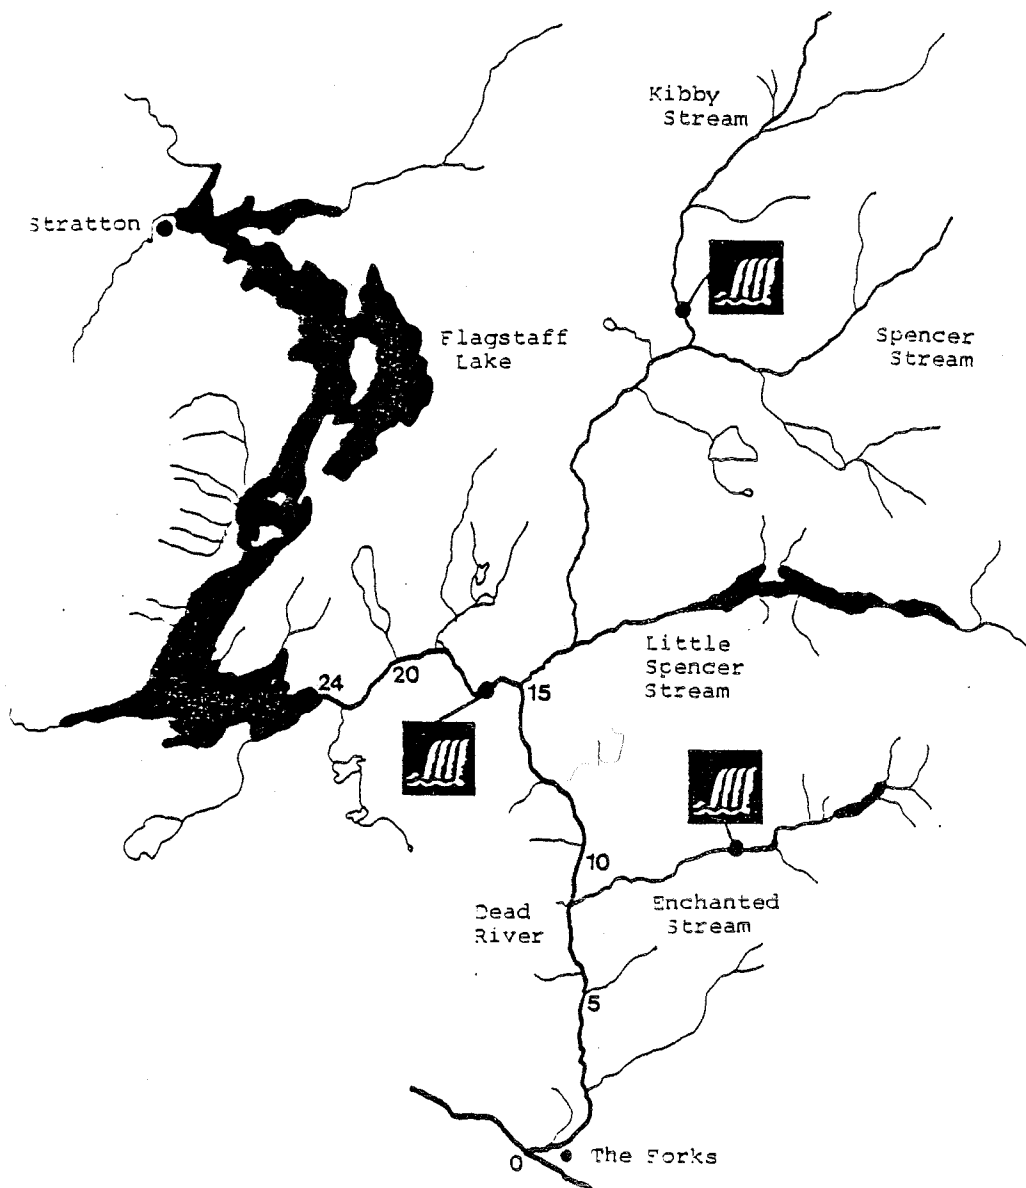 Kibby
Stream
Stratton
Flagstaff
Lake
Spencer
Stream
Little
Spencer
Stream
24
20
15
10
Enchanted
Stream
Dead
River
5
The Forks
0